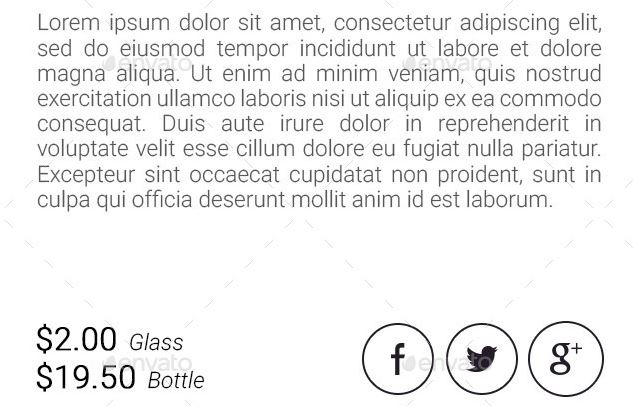 Lorem ipsum dolor sit amet, consectetur adipiscing elit,
sed do eiusmod tempor incididunt ut labore et dolore
magna aliqua. Ut enim ad minim veniam, quis nostrud
exercitation ullamco laboris nisi ut aliquip ex ea commodo
consequat. Duis aute irure dolor in reprehenderit in
voluptate velit esse cillum dolore eu fugiat nulla pariatur.
Excepteur sint occaecat cupidatat non proident, sunt in
culpa qui officia deserunt mollit anim id est laborum.
$2.00 Glass
$19.50 Bottle
f
g+
envato
envato
envato
envato